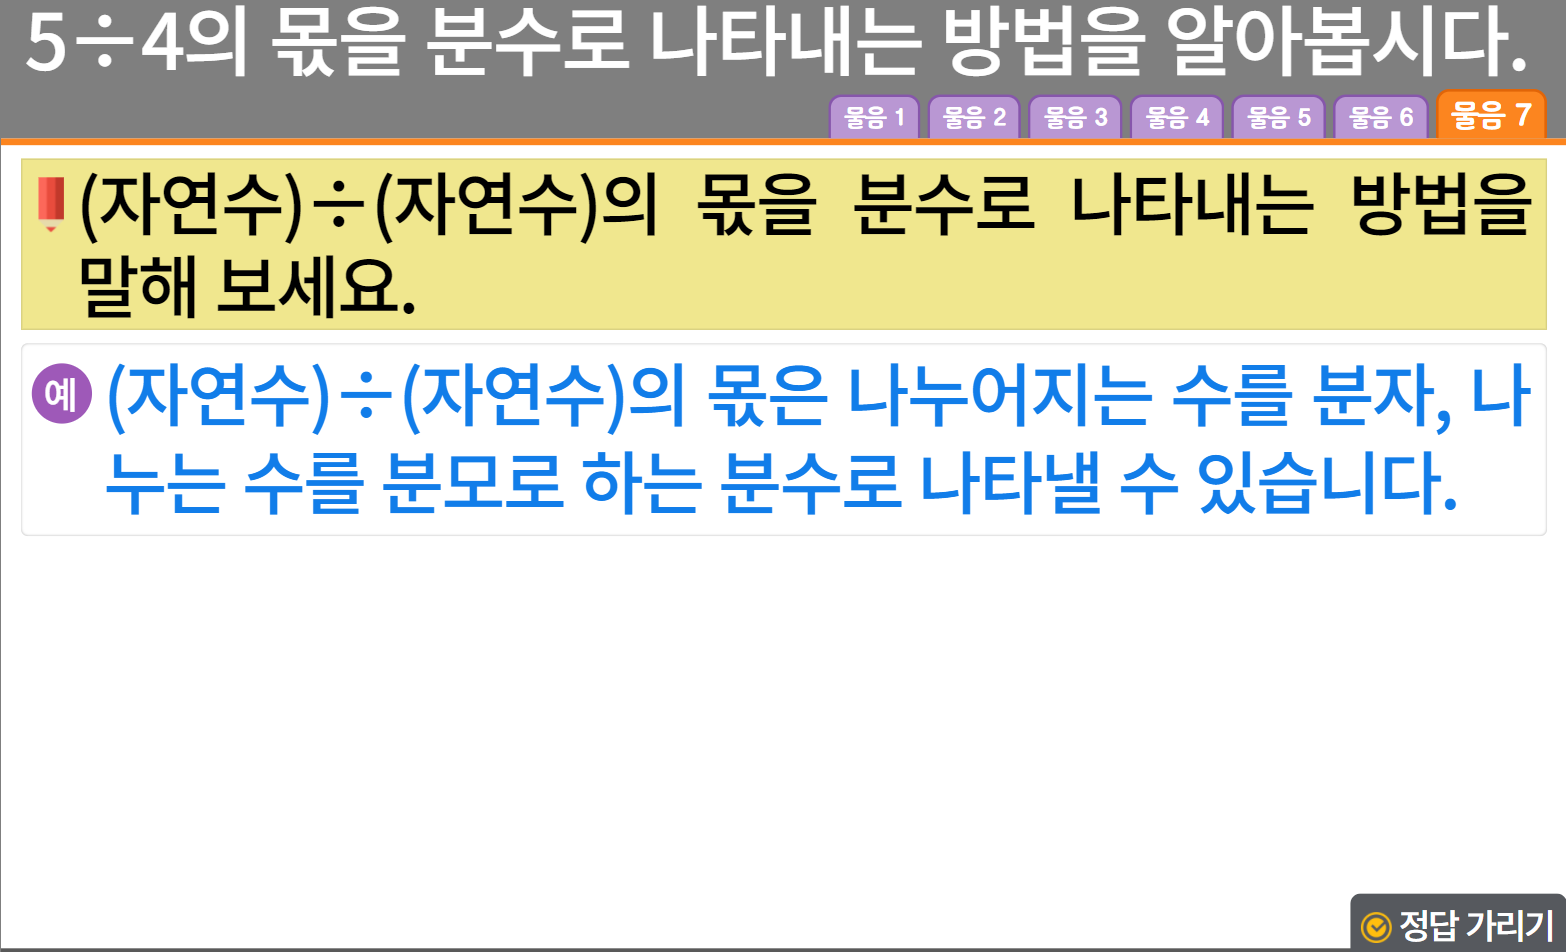 5÷4의 몫을 분수로 나타내는 방법을 알아봅시다.
물음 1 물음 2 물음 3 물음 4 물음 5 물음 6 물음 7
(자연수)÷(자연수)의 몫을 분수로 나타내는 방법을
말해 보세요.
예 (자연수)÷(자연수)의 몫은 나누어지는 수를 분자, 나
누는 수를 분모로 하는 분수로 나타낼 수 있습니다.
정답 가리기